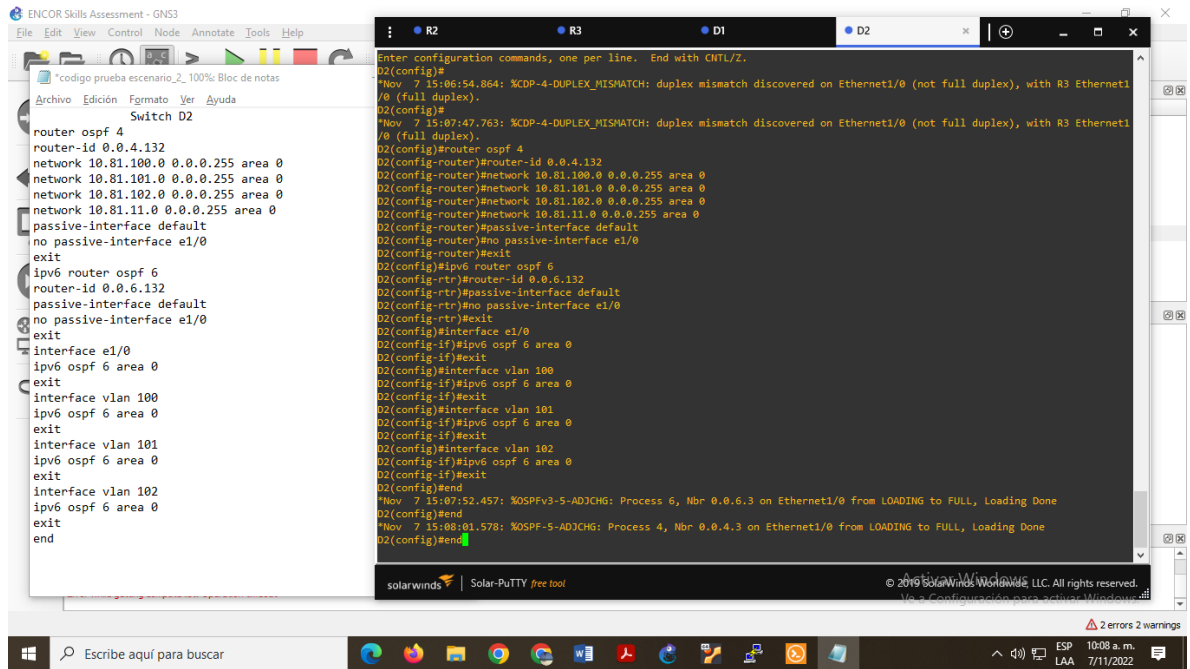 ENCOR Skills Assessment - GNS3
File Edit View Control Node Annotate Tools Help
*codigo prueba escenario_2_ 100%: Bloc de notas
Archivo Edición Formato Ver Ayuda
Switch D2
router ospf 4
router-id 0.0.4.132
network 10.81.100.0 0.0.0.255 area 0
network 10.81.101.0 0.0.0.255 area 0
network 10.81.102.0 0.0.0.255 area 0
network 10.81.11.0 0.0.0.255 area 0
passive-interface default
no passive-interface e1/0
exit
ipv6 router ospf 6
router-id 0.0.6.132
passive-interface default
no passive-interface e1/0
exit
interface e1/0
ipv6 ospf 6 area 0
exit
interface vlan 100
ipv6 ospf 6 area 0
exit
interface vlan 101
ipv6 ospf 6 area 0
exit
interface vlan 102
ipv6 ospf 6 area 0
exit
end
R2 R3 D1 D2
Enter configuration commands, one per line. End with CNTL/Z.
D2(config)#
*Nov 7 15:06:54.864: %CDP-4-DUPLEX_MISMATCH: duplex mismatch discovered on Ethernet1/0 (not full duplex), with R3 Ethernet1
/0 (full duplex).
D2(config)#
*Nov 7 15:07:47.763: %CDP-4-DUPLEX_MISMATCH: duplex mismatch discovered on Ethernet1/0 (not full duplex), with R3 Ethernet1
/0 (full duplex).
D2(config)#router ospf 4
D2(config-router)#router-id 0.0.4.132
D2(config-router)#network 10.81.100.0 0.0.0.255 area 0
D2(config-router)#network 10.81.101.0 0.0.0.255 area 0
D2(config-router)#network 10.81.102.0 0.0.0.255 area 0
D2(config-router)#network 10.81.11.0 0.0.0.255 area 0
D2(config-router)#passive-interface default
D2(config-router)#no passive-interface e1/0
D2(config-router)#exit
D2(config)#ipv6 router ospf 6
D2(config-rtr)#router-id 0.0.6.132
D2(config-rtr)#passive-interface default
D2(config-rtr)#no passive-interface e1/0
D2(config-rtr)#exit
D2(config)#interface e1/0
D2(config-if)#ipv6 ospf 6 area 0
D2(config-if)#exit
D2(config)#interface vlan 100
D2(config-if)#ipv6 ospf 6 area 0
D2(config-if)#exit
D2(config)#interface vlan 101
D2(config-if)#ipv6 ospf 6 area 0
D2(config-if)#exit
D2(config)#interface vlan 102
D2(config-if)#ipv6 ospf 6 area 0
D2(config-if)#exit
D2(config)#end
*Nov 7 15:07:52.457: %OSPFv3-5-ADJCHG: Process 6, Nbr 0.0.6.3 on Ethernet1/0 from LOADING to FULL, Loading Done
D2(config)#end
*Nov 7 15:08:01.578: %OSPF-5-ADJCHG: Process 4, Nbr 0.0.4.3 on Ethernet1/0 from LOADING to FULL, Loading Done
D2(config)#end
solarwinds Solar-PuTTY free tool
© 2019 SolarWinds Worldwide, LLC. All rights reserved.
Activar Windows
Ve a Configuración para activar Windows.
2 errors 2 warnings
Escribe aquí para buscar
ESP
LAA
10:08 a. m.
7/11/2022